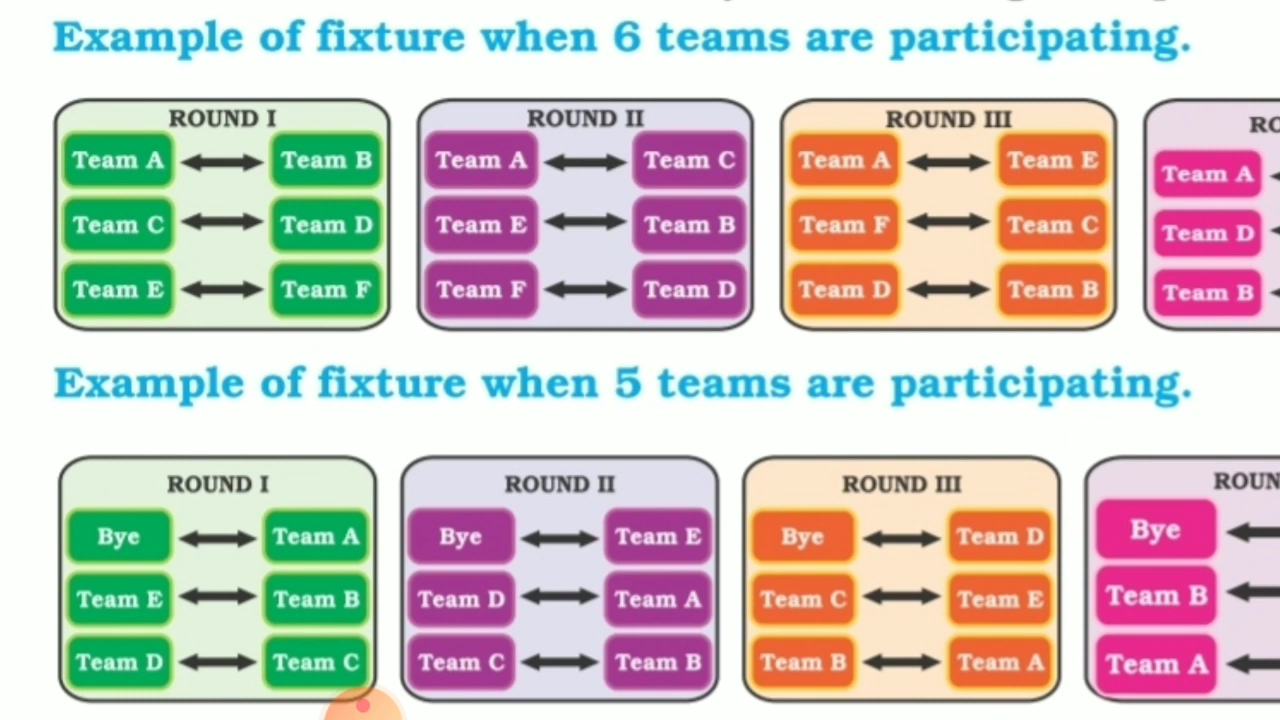 Example of fixture when 6 teams are participating.
ROUND I
Team A Team B
Team C Team D
Team E Team F
ROUND II
Team A Team C
Team E Team B
Team F Team D
ROUND III
Team A Team E
Team F Team C
Team D Team B
Team A
Team D
Team B
Example of fixture when 5 teams are participating.
ROUND I
Bye Team A
Team E Team B
Team D Team C
ROUND II
Bye Team E
Team D Team A
Team C Team B
ROUND III
Bye Team D
Team C Team E
Team B Team A
Bye
Team B
Team A